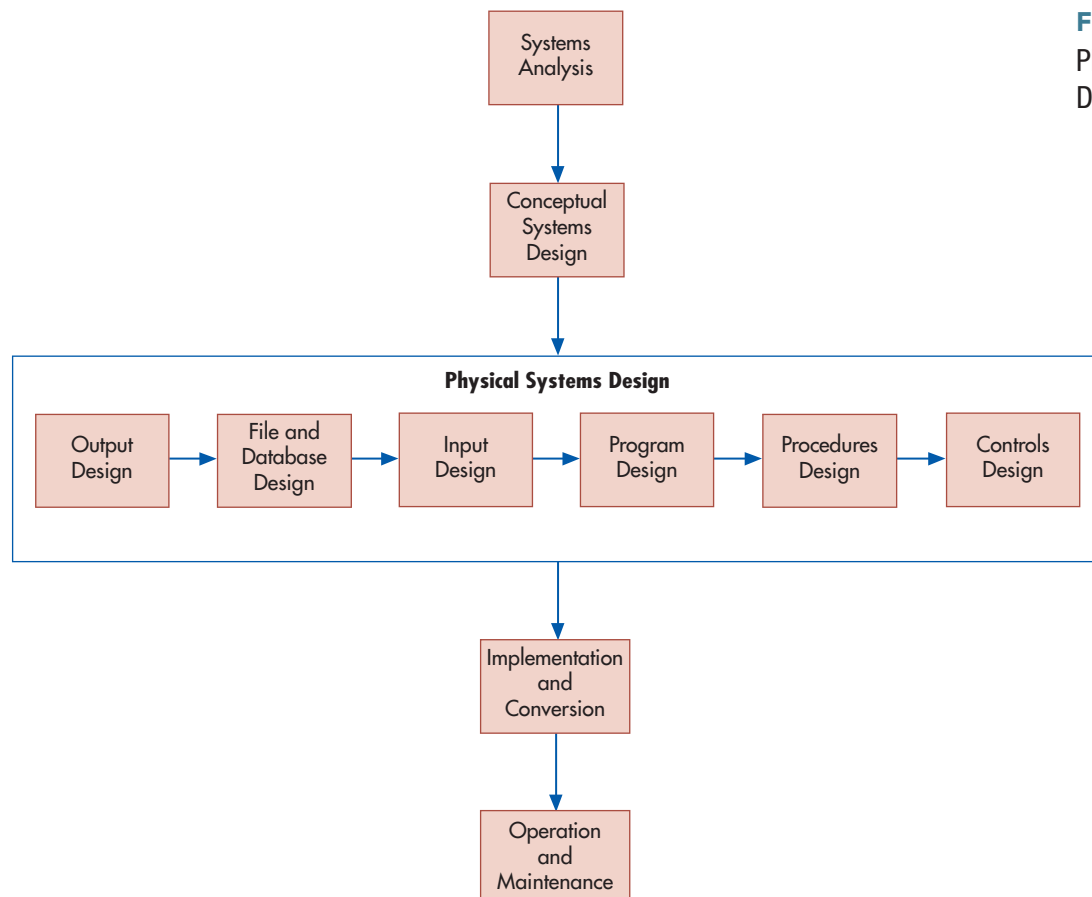 F
P
D
Systems
Analysis
Conceptual
Systems
Design
Physical Systems Design
Output
Design
File and
Database
Design
Input
Design
Program
Design
Procedures
Design
Controls
Design
Implementation
and
Conversion
Operation
and
Maintenance